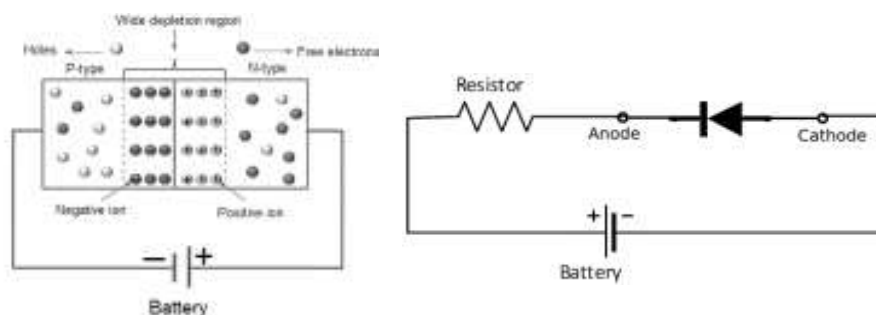 Wide depletion region
Holes
Free electrons
P-type
N-type
Negative ion
Positive ion
− +
Battery
Resistor
Anode
Cathode
+ −
Battery